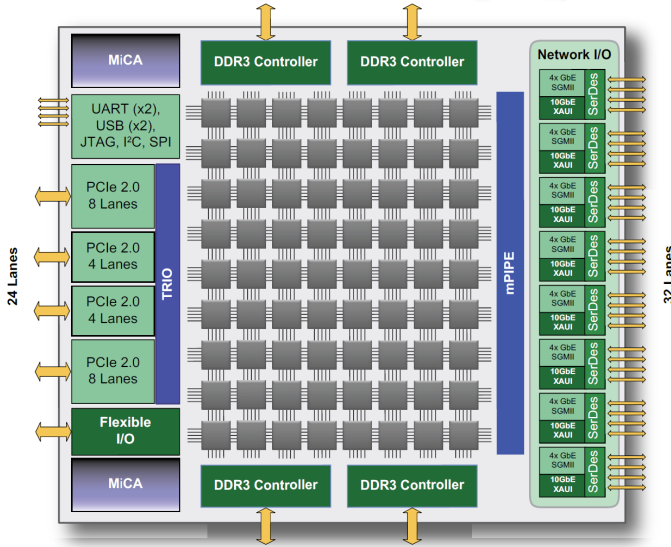 MiCA
DDR3 Controller
DDR3 Controller
Network I/O
UART (x2),
USB (x2),
JTAG, I²C, SPI
PCIe 2.0
8 Lanes
PCIe 2.0
4 Lanes
PCIe 2.0
4 Lanes
PCIe 2.0
8 Lanes
TRIO
24 Lanes
Flexible
I/O
MiCA
DDR3 Controller
DDR3 Controller
mPIPE
4x GbE
SGMII
10GbE
XAUI
SerDes
4x GbE
SGMII
10GbE
XAUI
SerDes
4x GbE
SGMII
10GbE
XAUI
SerDes
4x GbE
SGMII
10GbE
XAUI
SerDes
4x GbE
SGMII
10GbE
XAUI
SerDes
4x GbE
SGMII
10GbE
XAUI
SerDes
4x GbE
SGMII
10GbE
XAUI
SerDes
4x GbE
SGMII
10GbE
XAUI
SerDes
32 Lanes